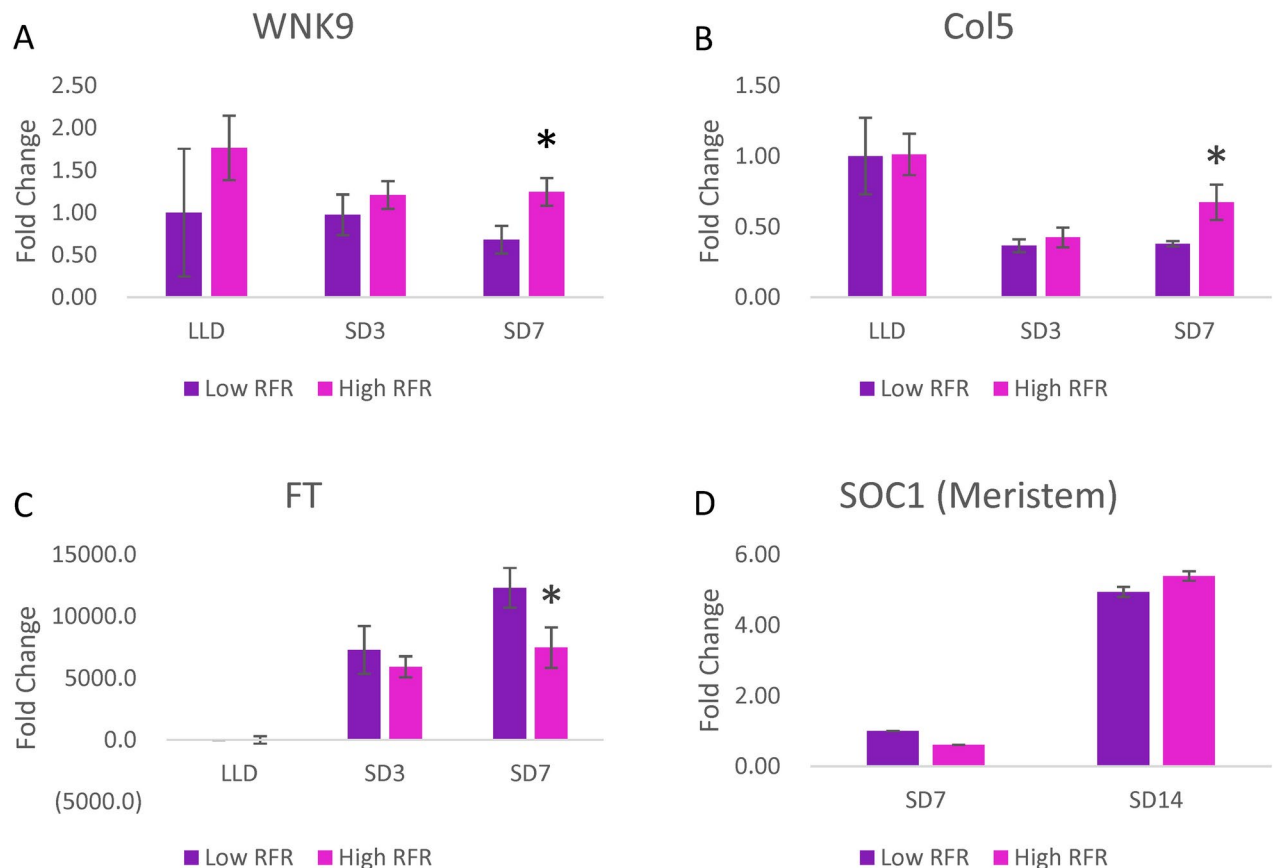 A
WNK9
Fold Change
2.50
2.00
1.50
1.00
0.50
0.00
*
LLD SD3 SD7
Low RFR High RFR
B
Col5
Fold Change
1.50
1.00
0.50
0.00
*
LLD SD3 SD7
Low RFR High RFR
C
FT
Fold Change
15000.0
10000.0
5000.0
0.0
(5000.0)
*
LLD SD3 SD7
Low RFR High RFR
D
SOC1 (Meristem)
Fold Change
6.00
4.00
2.00
0.00
SD7 SD14
Low RFR High RFR